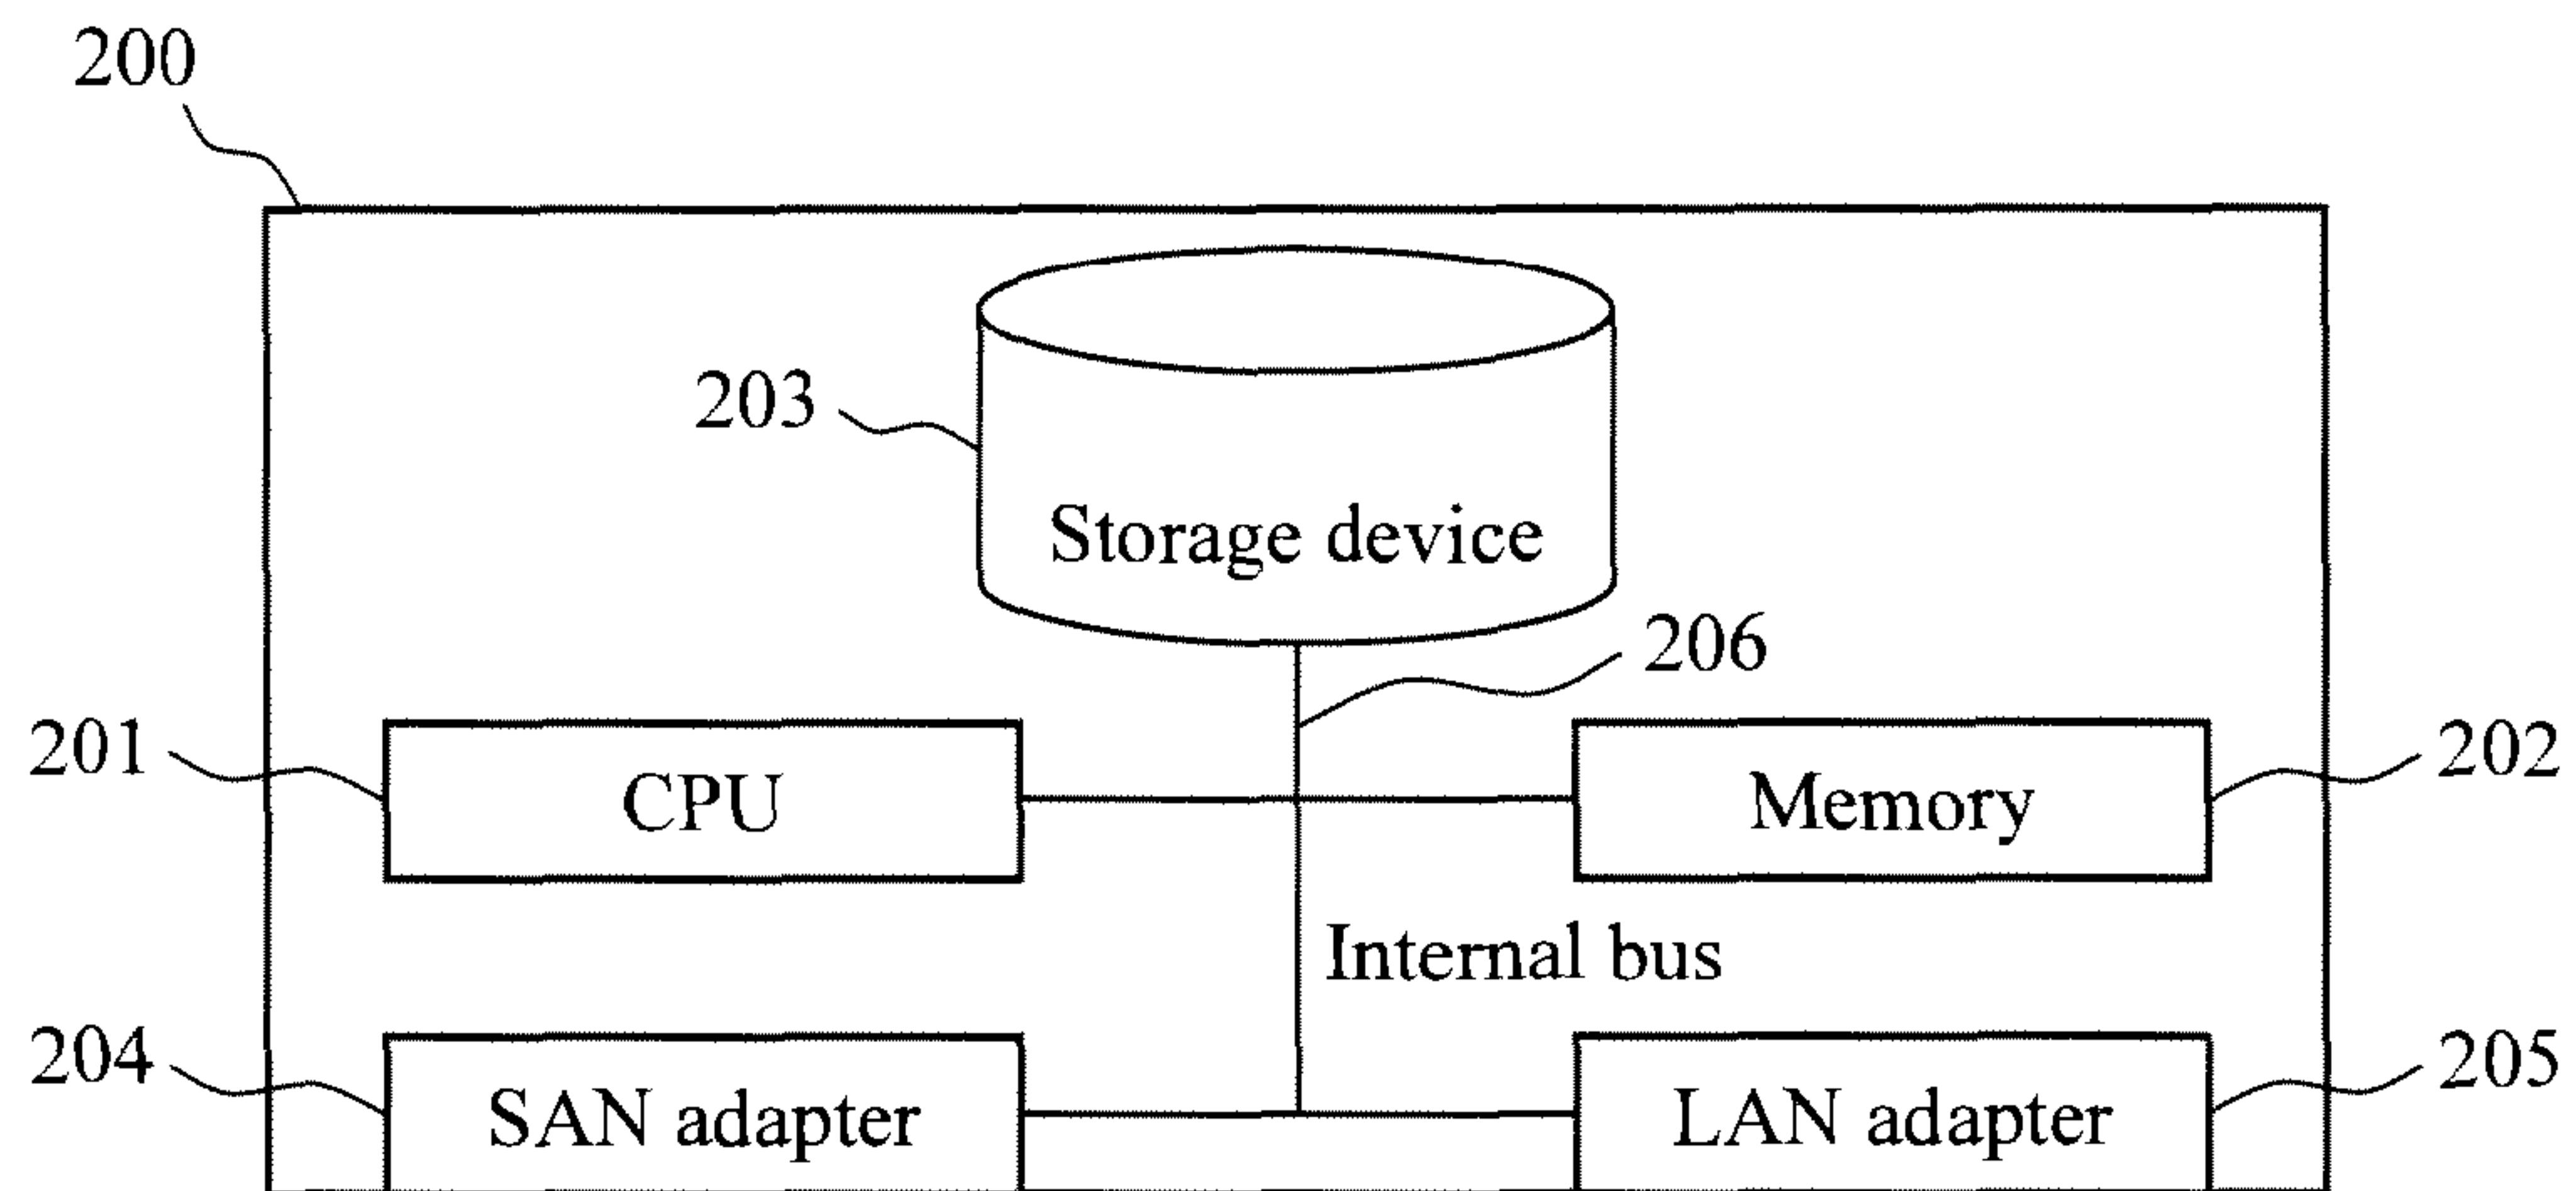 200
203
Storage device
206
201
CPU
Memory
202
Internal bus
204
SAN adapter
LAN adapter
205